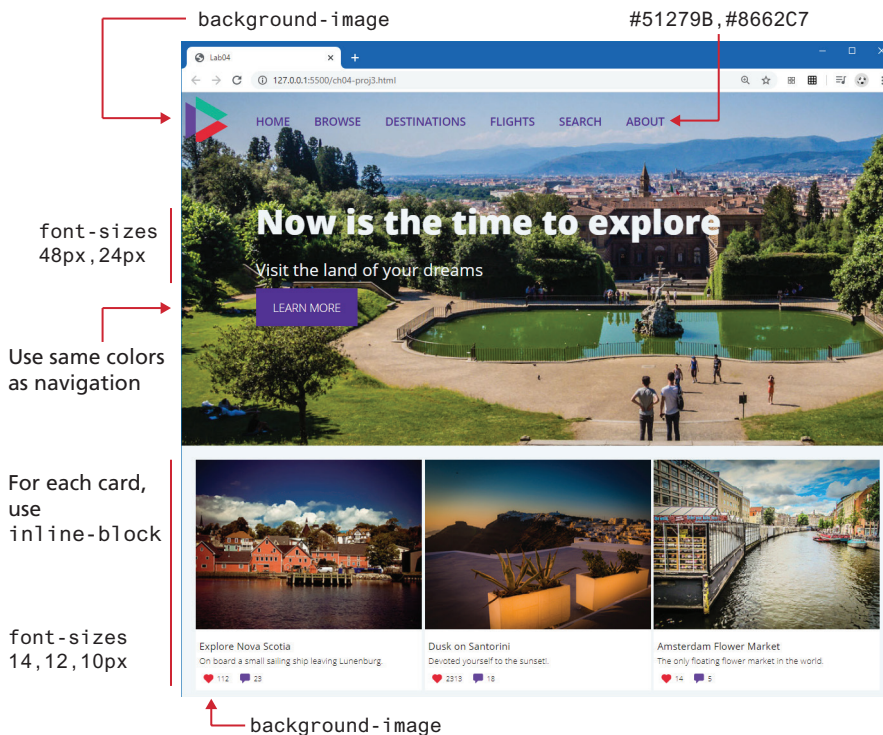 background-image
#51279B,#8662C7
Lab04
127.0.0.1:5500/ch04-proj3.html
HOME BROWSE DESTINATIONS FLIGHTS SEARCH ABOUT
font-sizes
48px,24px
Now is the time to explore
Visit the land of your dreams
LEARN MORE
Use same colors
as navigation
For each card,
use
inline-block
font-sizes
14,12,10px
Explore Nova Scotia
On board a small sailing ship leaving Lunenburg.
112 23
Dusk on Santorini
Devoted yourself to the sunset!.
2313 18
Amsterdam Flower Market
The only floating flower market in the world.
14 5
background-image